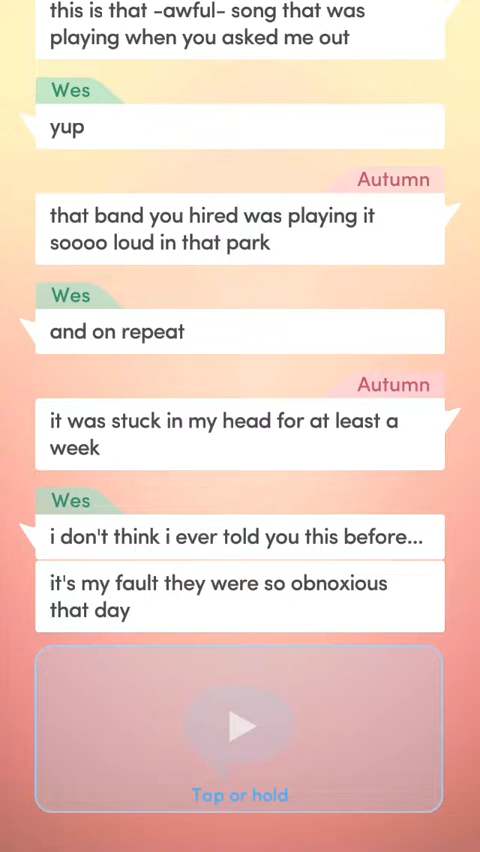 this is that -awful- song that was
playing when you asked me out
Wes
yup
Autumn
that band you hired was playing it
soooo loud in that park
Wes
and on repeat
Autumn
it was stuck in my head for at least a
week
Wes
i don't think i ever told you this before...
it's my fault they were so obnoxious
that day
Tap or hold